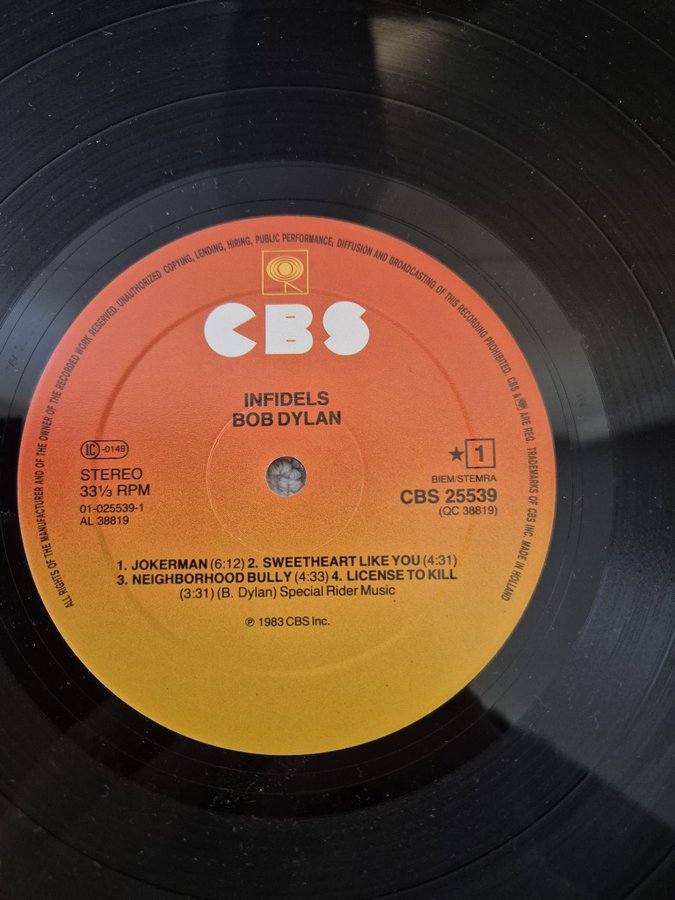 ALL RIGHTS OF THE MANUFACTURER AND OF THE OWNER OF THE RECORDED WORK RESERVED. UNAUTHORIZED COPYING, LENDING, HIRING, PUBLIC PERFORMANCE, DIFFUSION AND BROADCASTING OF THIS RECORDING PROHIBITED. CBS & ARE REG. TRADEMARKS OF CBS INC. MADE IN HOLLAND
CBS
INFIDELS
BOB DYLAN
LC-0149
STEREO
33⅓ RPM
01-025539-1
AL 38819
★ 1
BIEM/STEMRA
CBS 25539
(QC 38819)
1. JOKERMAN (6:12) 2. SWEETHEART LIKE YOU (4:31)
3. NEIGHBORHOOD BULLY (4:33) 4. LICENSE TO KILL
(3:31) (B. Dylan) Special Rider Music
℗ 1983 CBS Inc.